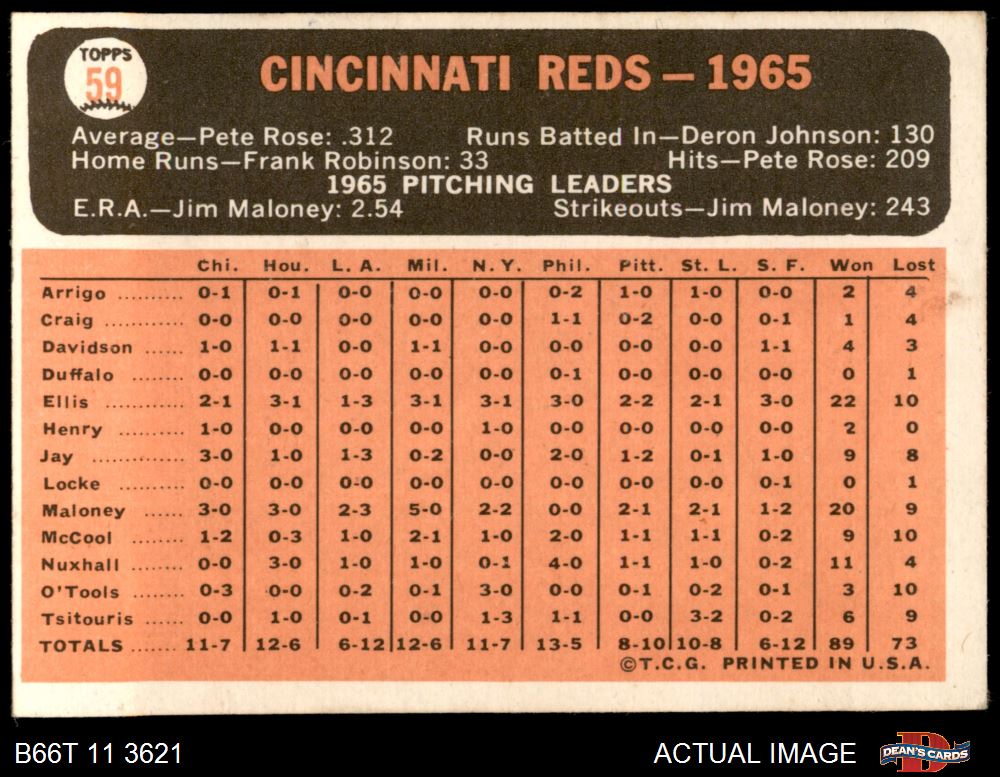 TOPPS
59
CINCINNATI REDS — 1965
Average—Pete Rose: .312 Runs Batted In—Deron Johnson: 130
Home Runs—Frank Robinson: 33 Hits—Pete Rose: 209
1965 PITCHING LEADERS
E.R.A.—Jim Maloney: 2.54 Strikeouts—Jim Maloney: 243
Chi. Hou. L. A. Mil. N. Y. Phil. Pitt. St. L. S. F. Won Lost
Arrigo .......... 0-1 0-1 0-0 0-0 0-0 0-2 1-0 1-0 0-0 2 4
Craig ............ 0-0 0-0 0-0 0-0 0-0 1-1 0-2 0-0 0-1 1 4
Davidson ...... 1-0 1-1 0-0 1-1 0-0 0-0 0-0 0-0 1-1 4 3
Duffalo ........ 0-0 0-0 0-0 0-0 0-0 0-1 0-0 0-0 0-0 0 1
Ellis ............ 2-1 3-1 1-3 3-1 3-1 3-0 2-2 2-1 3-0 22 10
Henry .......... 1-0 0-0 0-0 0-0 1-0 0-0 0-0 0-0 0-0 2 0
Jay .............. 3-0 1-0 1-3 0-2 0-0 2-0 1-2 0-1 1-0 9 8
Locke .......... 0-0 0-0 0-0 0-0 0-0 0-0 0-0 0-0 0-1 0 1
Maloney ...... 3-0 3-0 2-3 5-0 2-2 0-0 2-1 2-1 1-2 20 9
McCool ........ 1-2 0-3 1-0 2-1 1-0 2-0 1-1 1-1 0-2 9 10
Nuxhall ........ 0-0 3-0 1-0 1-0 0-1 4-0 1-1 1-0 0-2 11 4
O'Tools ........ 0-3 0-0 0-2 0-1 3-0 0-0 0-1 0-2 0-1 3 10
Tsitouris ...... 0-0 1-0 0-1 0-0 1-3 1-1 0-0 3-2 0-2 6 9
TOTALS ...... 11-7 12-6 6-12 12-6 11-7 13-5 8-10 10-8 6-12 89 73
©T.C.G. PRINTED IN U.S.A.
B66T 11 3621 ACTUAL IMAGE DEAN'S CARDS